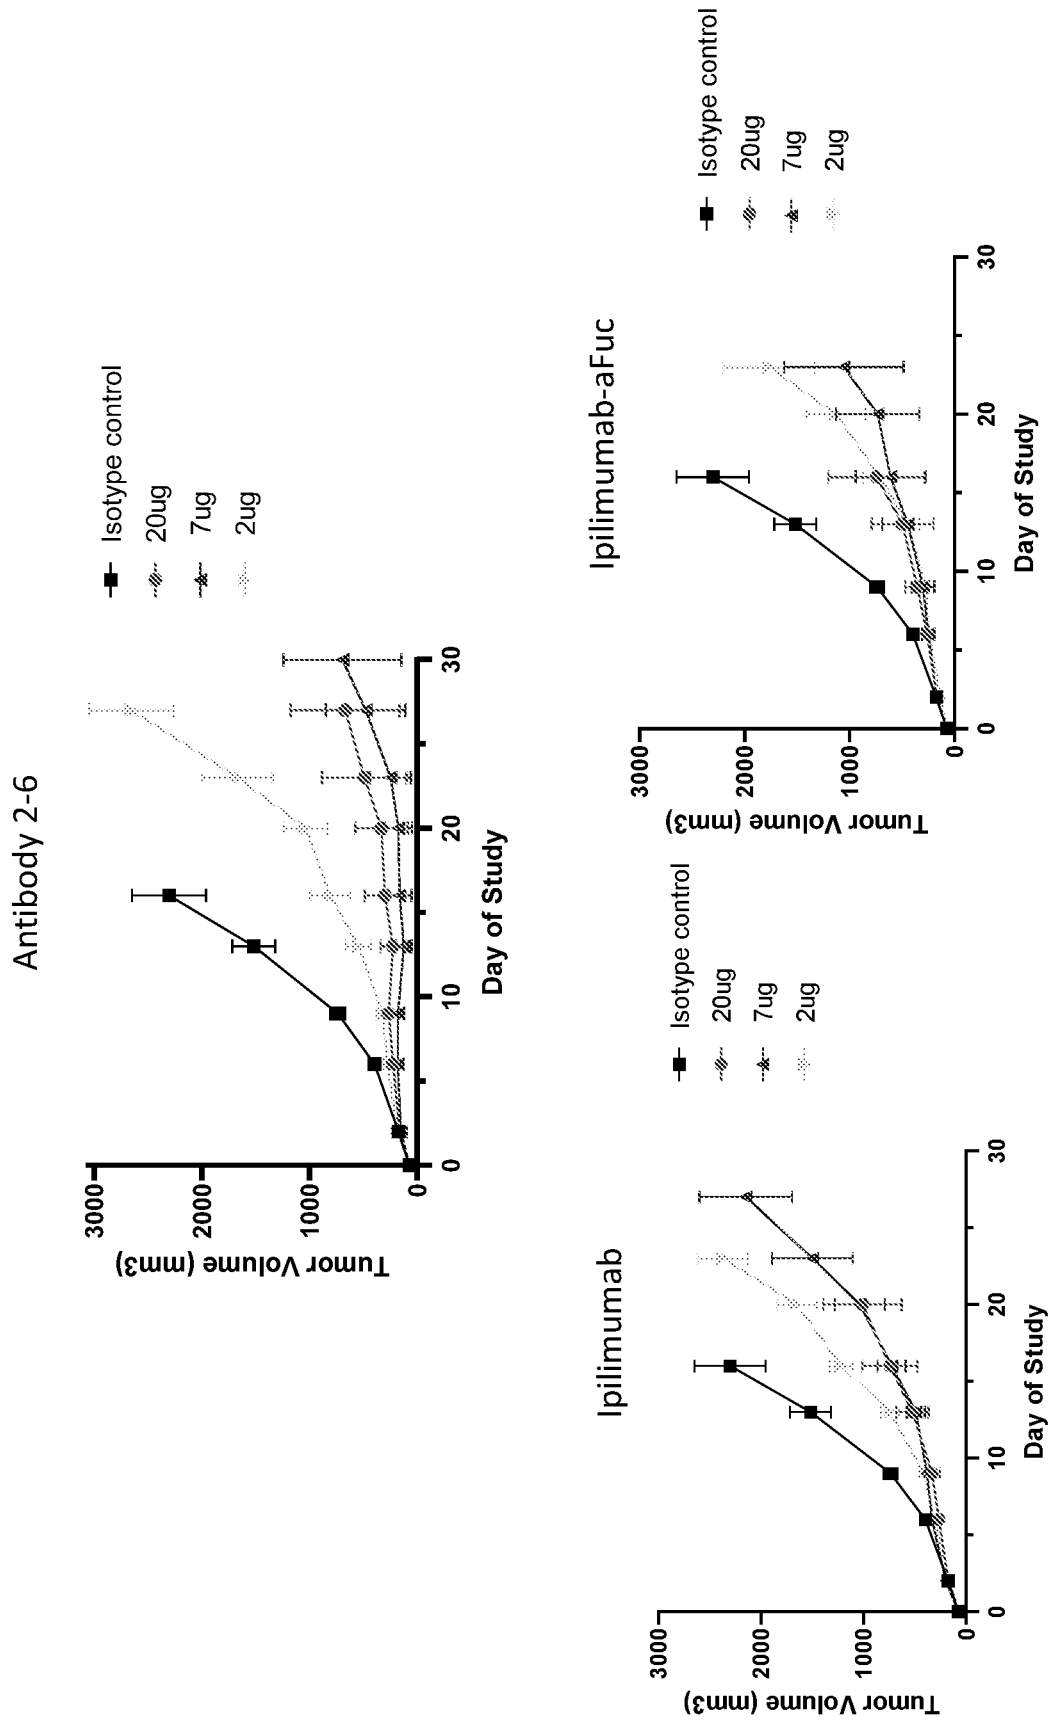 Antibody 2-6
Tumor Volume (mm3)
3000
2000
1000
0
0
10
20
30
Day of Study
Isotype control
20ug
7ug
2ug
Ipilimumab
Tumor Volume (mm3)
3000
2000
1000
0
0
10
20
30
Day of Study
Isotype control
20ug
7ug
2ug
Ipilimumab-aFuc
Tumor Volume (mm3)
3000
2000
1000
0
0
10
20
30
Day of Study
Isotype control
20ug
7ug
2ug